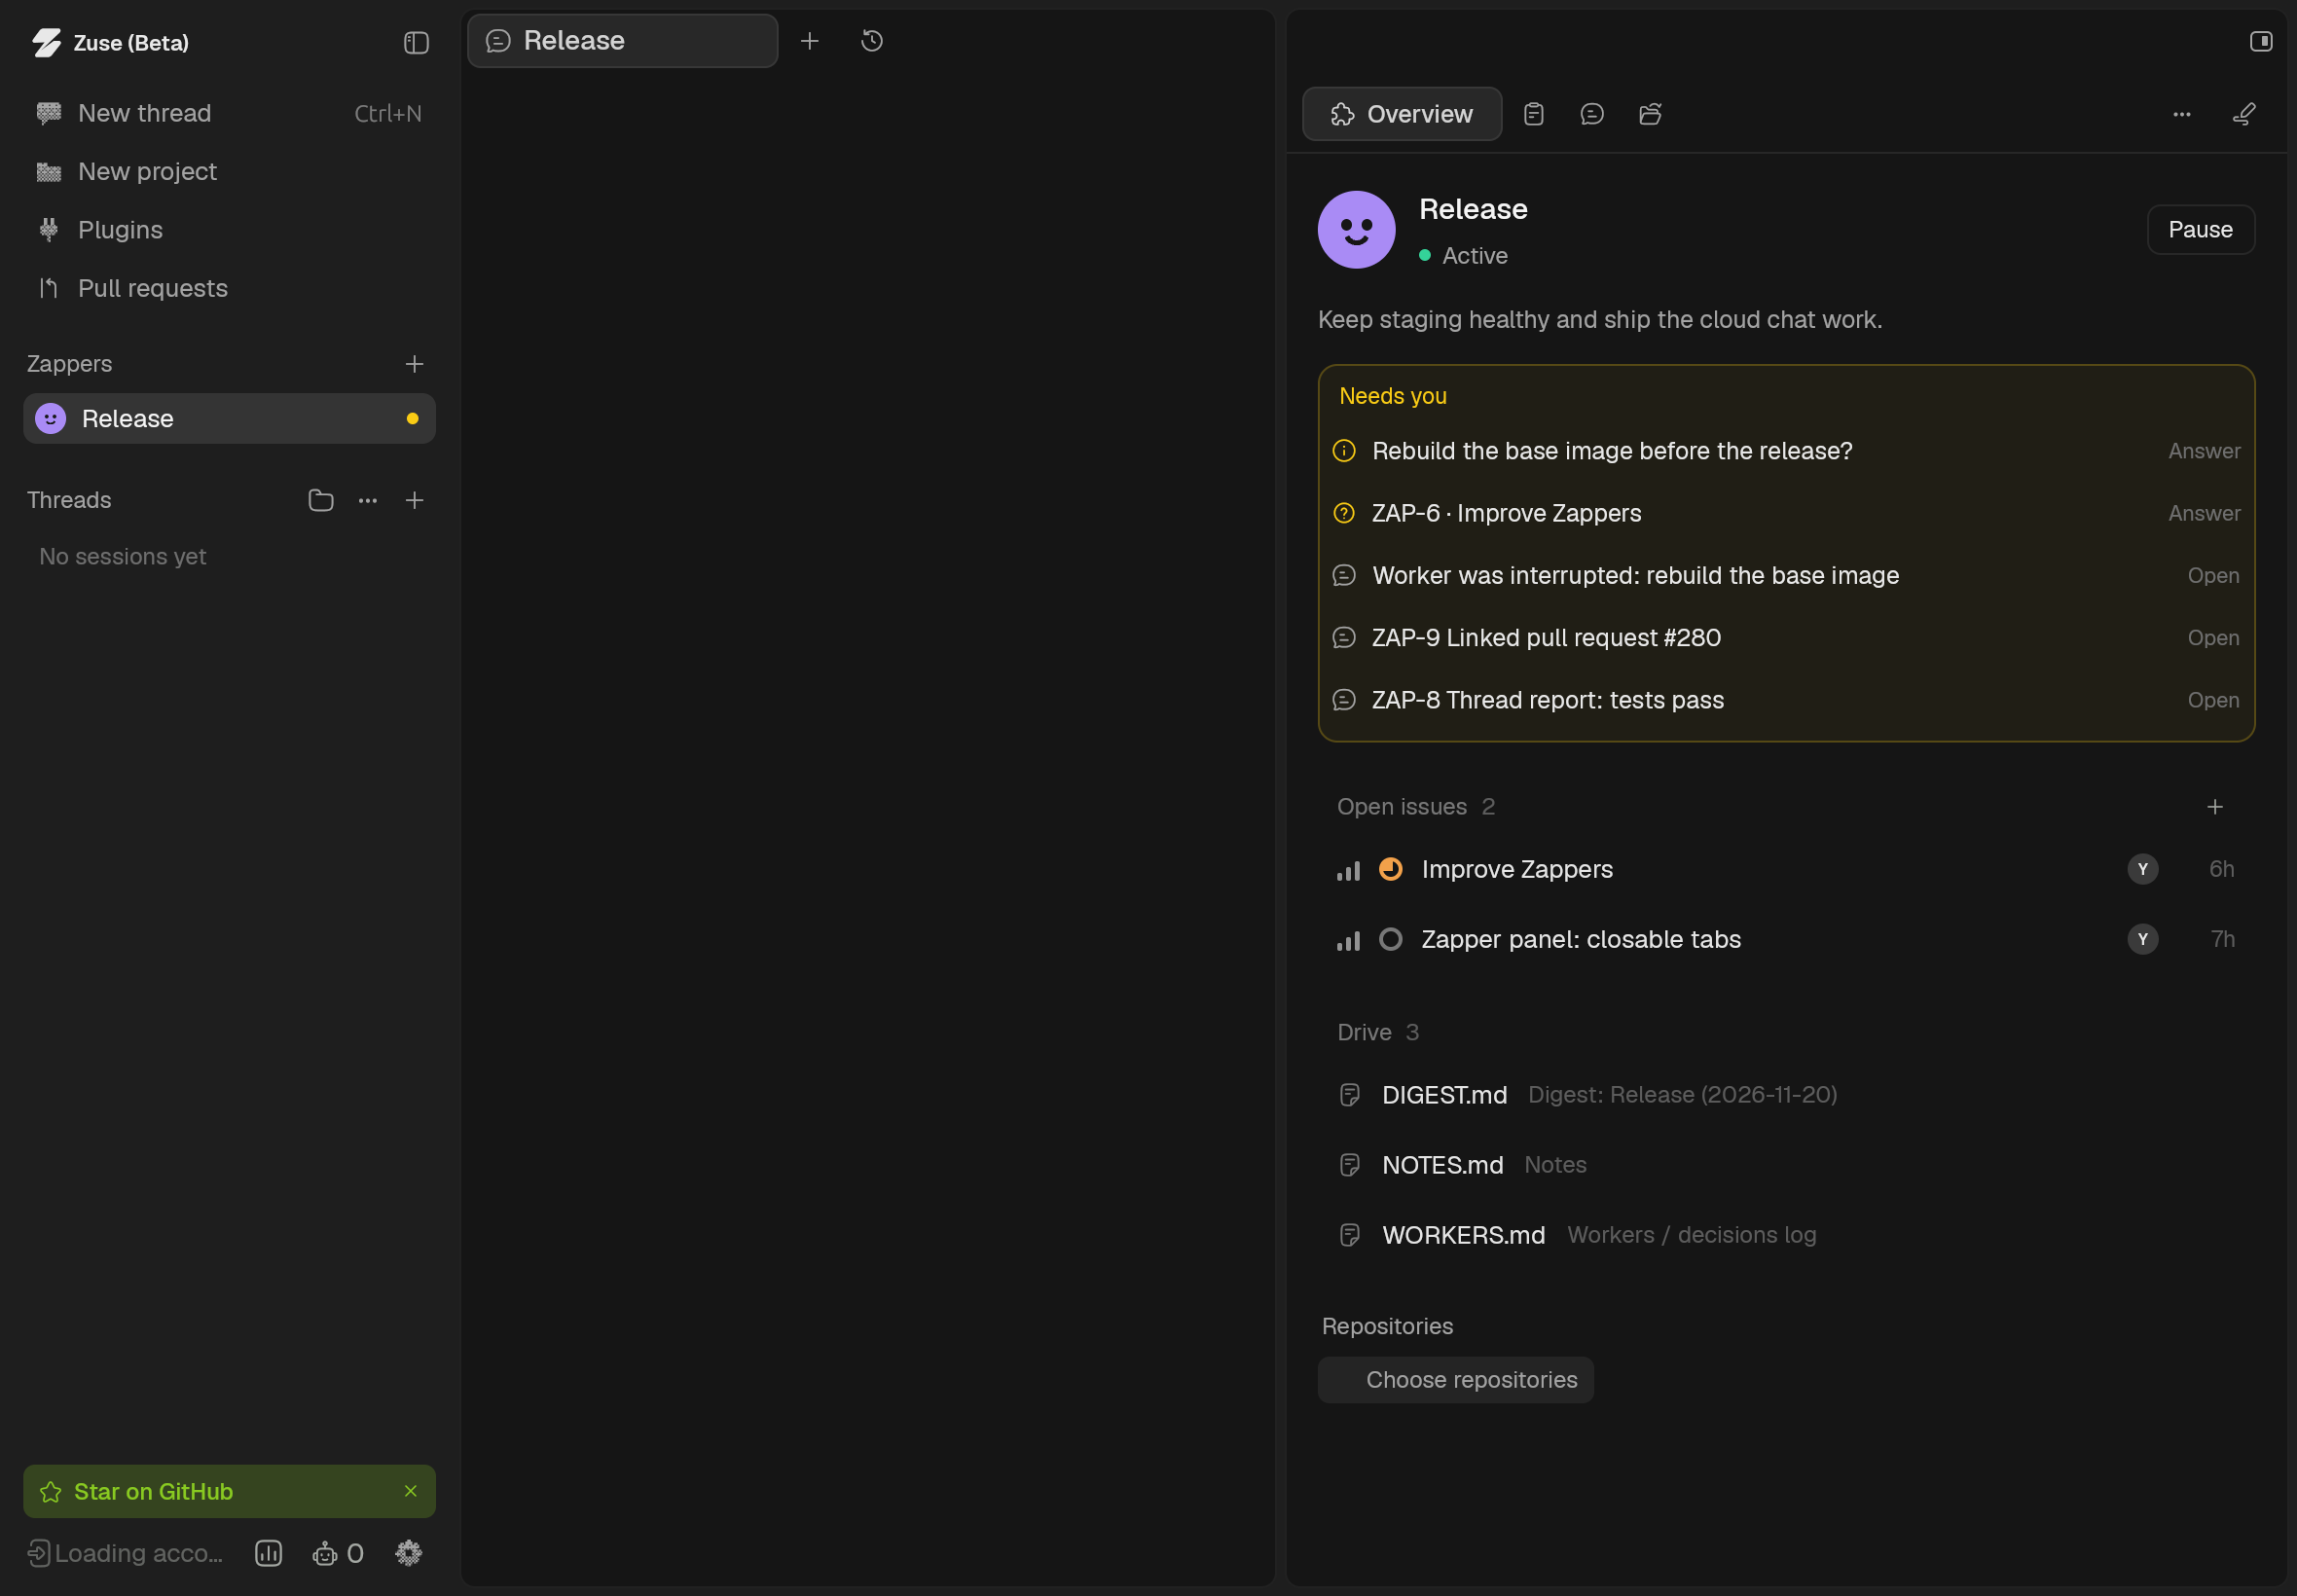 Zuse (Beta)
New thread Ctrl+N
New project
Plugins
Pull requests
Zappers
Release
Threads
No sessions yet
Star on GitHub
Loading acco...
0
Release
Overview
Release
Active
Pause
Keep staging healthy and ship the cloud chat work.
Needs you
Rebuild the base image before the release? Answer
ZAP-6 · Improve Zappers Answer
Worker was interrupted: rebuild the base image Open
ZAP-9 Linked pull request #280 Open
ZAP-8 Thread report: tests pass Open
Open issues 2
Improve Zappers Y 6h
Zapper panel: closable tabs Y 7h
Drive 3
DIGEST.md Digest: Release (2026-11-20)
NOTES.md Notes
WORKERS.md Workers / decisions log
Repositories
Choose repositories